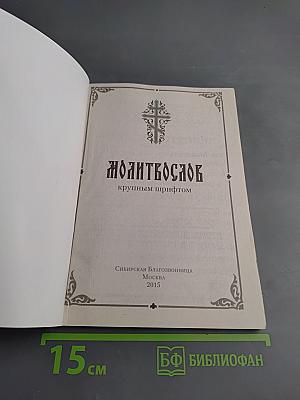 МОЛИТВОСЛОВ
крупным шрифтом
Сибирская Благозвонница
Москва
2015
15 см
БФ БИБЛИОФАН